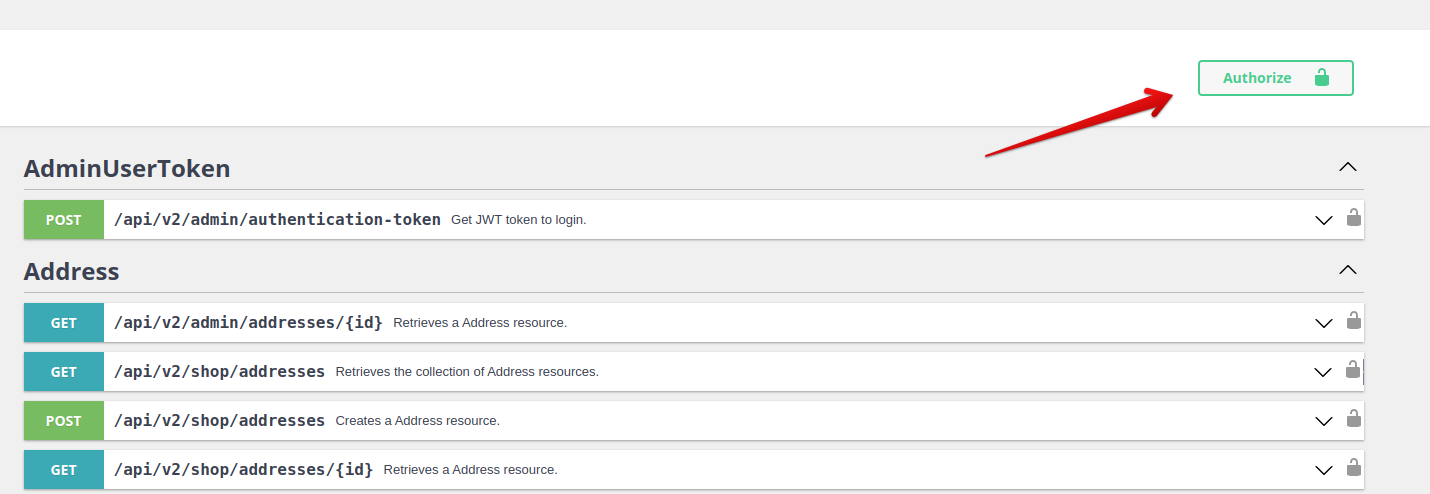 Authorize
AdminUserToken
POST /api/v2/admin/authentication-token Get JWT token to login.
Address
GET /api/v2/admin/addresses/{id} Retrieves a Address resource.
GET /api/v2/shop/addresses Retrieves the collection of Address resources.
POST /api/v2/shop/addresses Creates a Address resource.
GET /api/v2/shop/addresses/{id} Retrieves a Address resource.